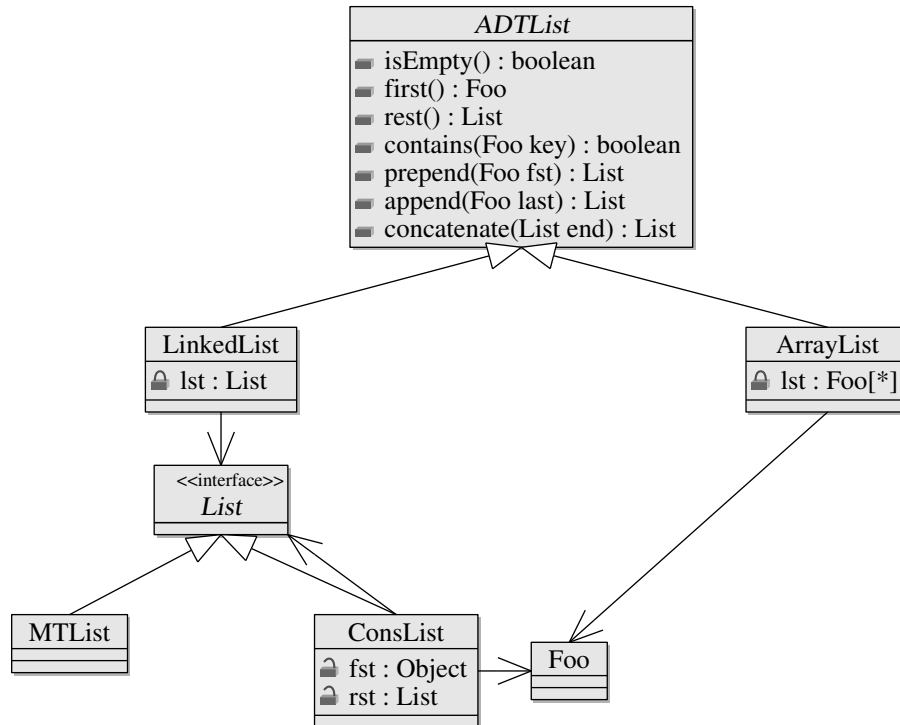 ADTList
isEmpty() : boolean
first() : Foo
rest() : List
contains(Foo key) : boolean
prepend(Foo fst) : List
append(Foo last) : List
concatenate(List end) : List
LinkedList
lst : List
ArrayList
lst : Foo[*]
<<interface>>
List
MTList
ConsList
fst : Object
rst : List
Foo